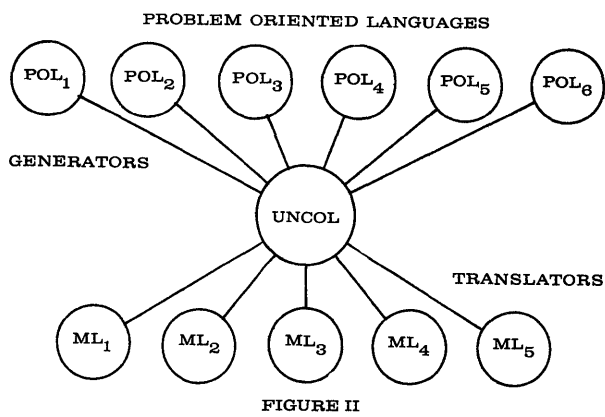 PROBLEM ORIENTED LANGUAGES
POL1 POL2 POL3 POL4 POL5 POL6
GENERATORS
UNCOL
TRANSLATORS
ML1 ML2 ML3 ML4 ML5
FIGURE II